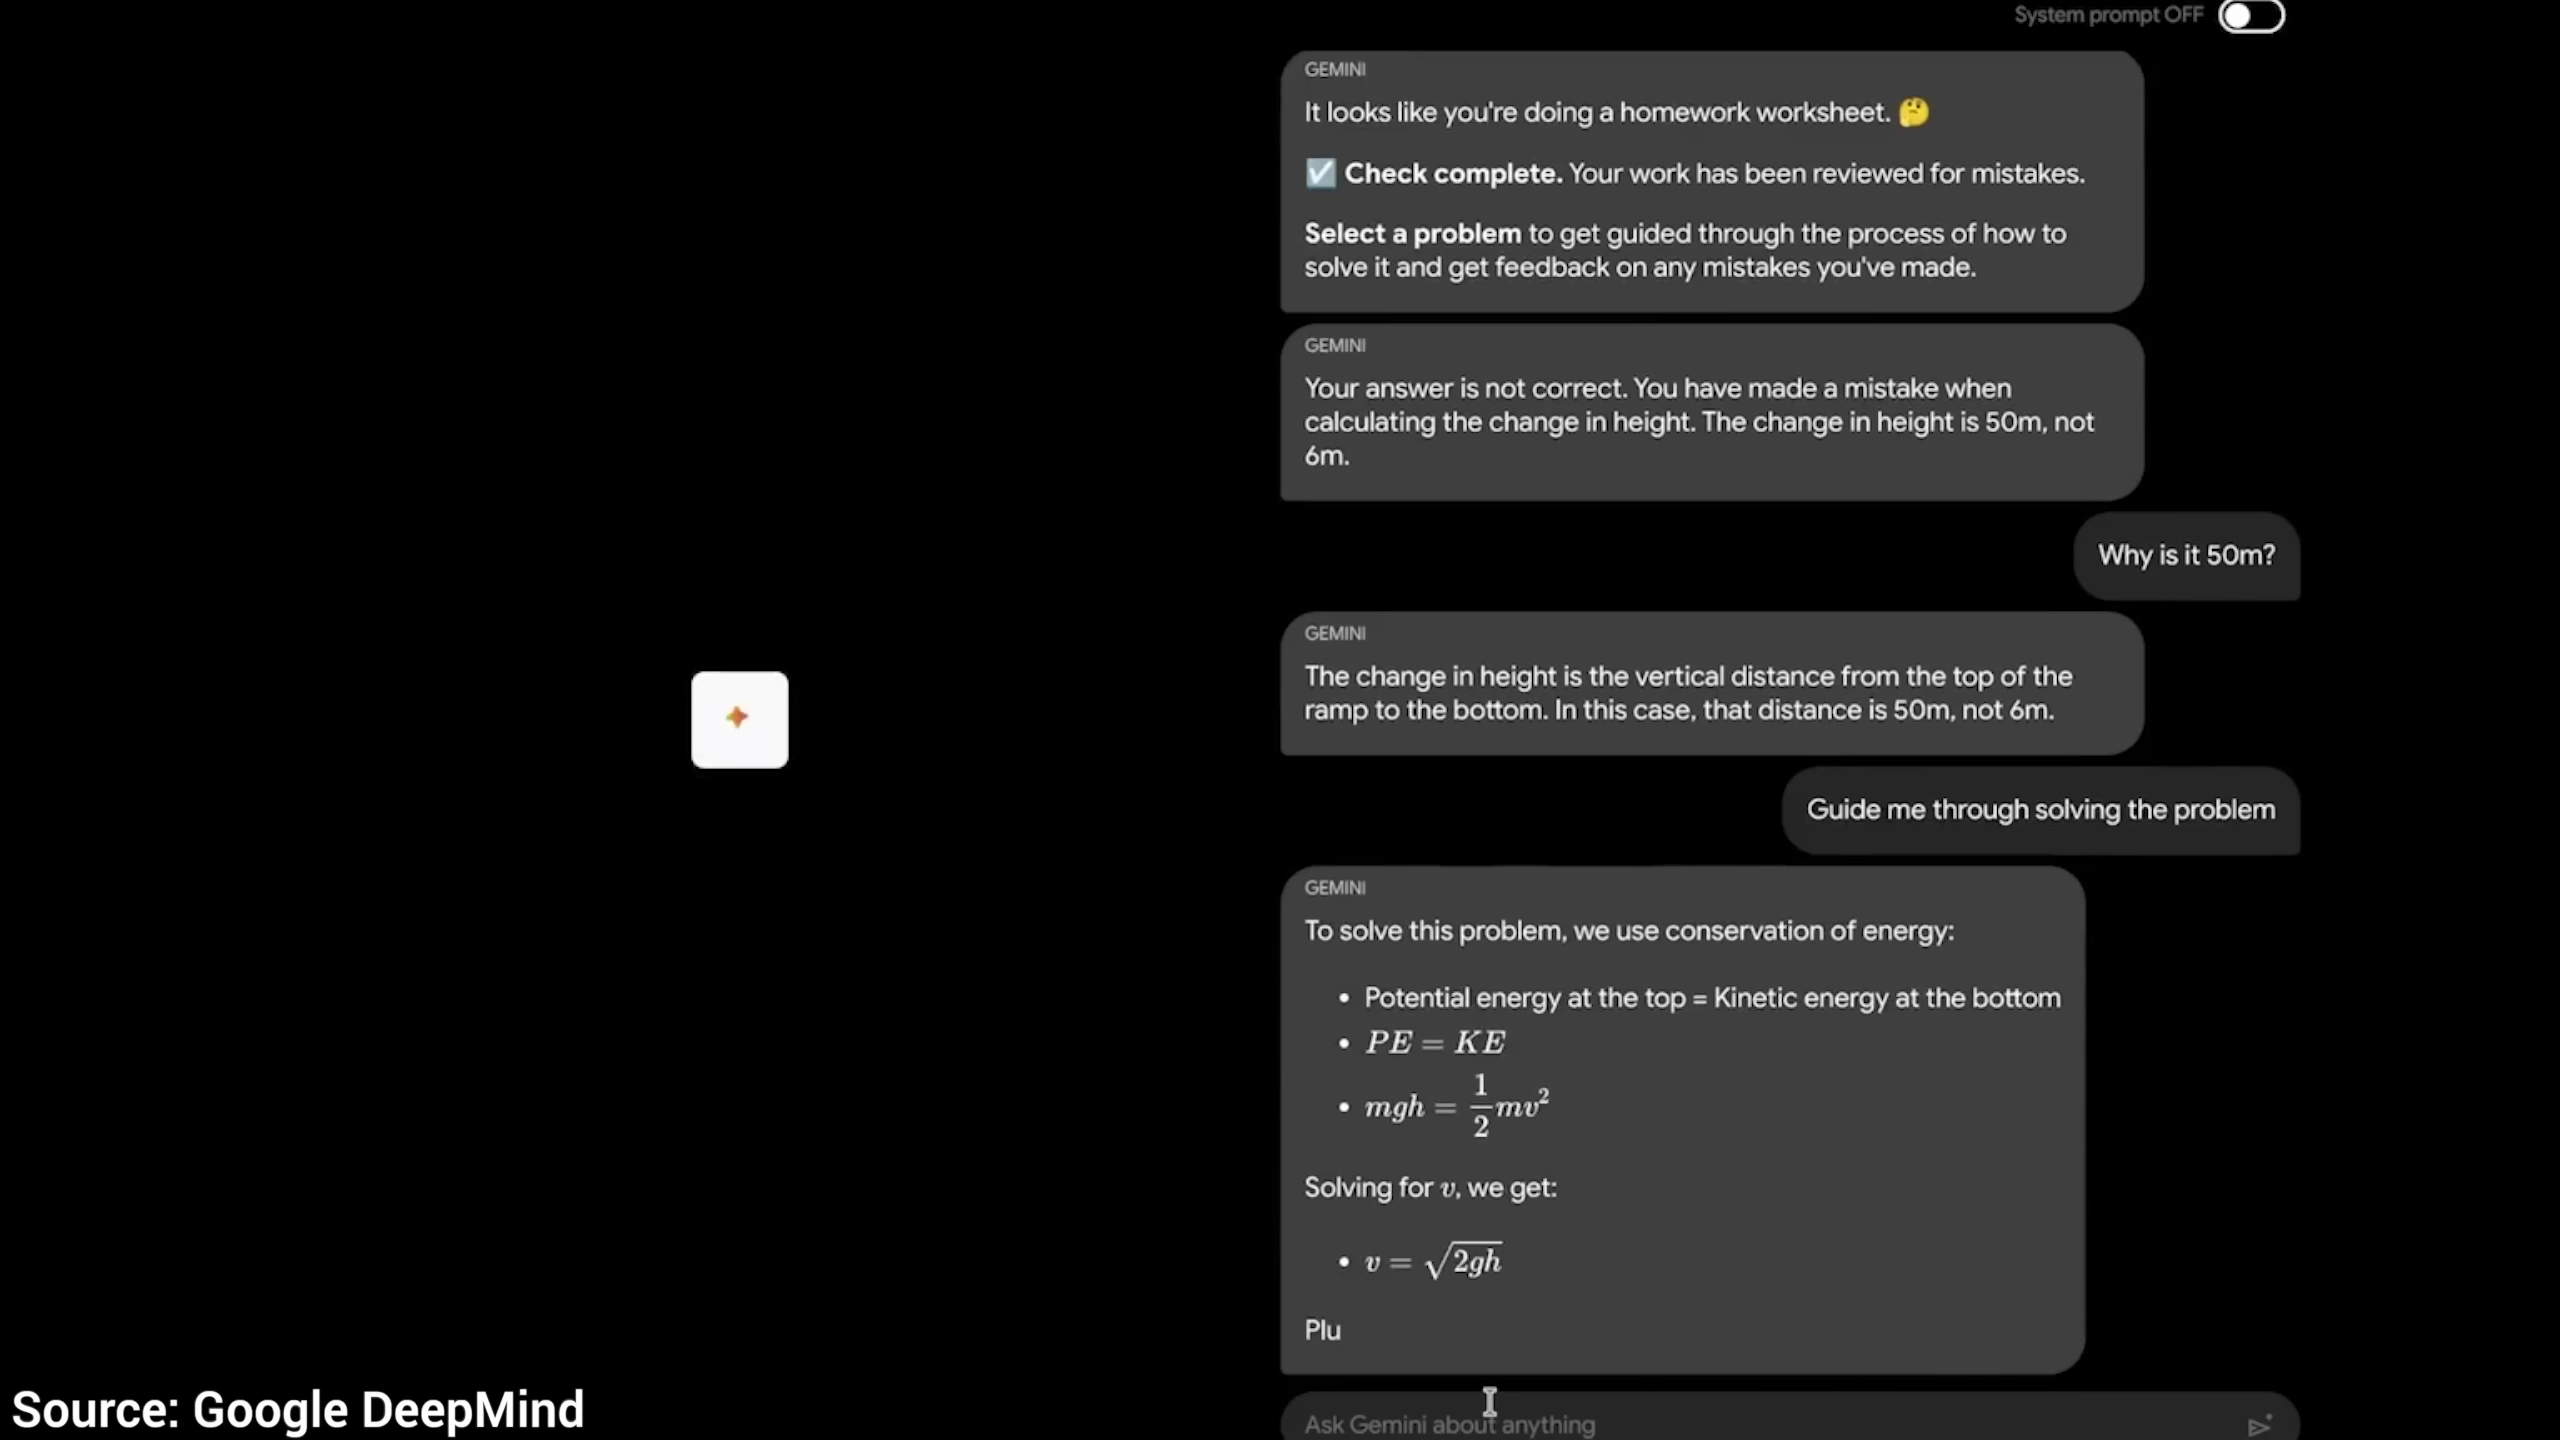 System prompt OFF
GEMINI
It looks like you're doing a homework worksheet. 🤔
☑️ Check complete. Your work has been reviewed for mistakes.
Select a problem to get guided through the process of how to
solve it and get feedback on any mistakes you've made.
GEMINI
Your answer is not correct. You have made a mistake when
calculating the change in height. The change in height is 50m, not
6m.
Why is it 50m?
GEMINI
The change in height is the vertical distance from the top of the
ramp to the bottom. In this case, that distance is 50m, not 6m.
Guide me through solving the problem
GEMINI
To solve this problem, we use conservation of energy:
• Potential energy at the top = Kinetic energy at the bottom
• PE = KE
• mgh = 1/2 mv²
Solving for v, we get:
• v = √2gh
Plu
Ask Gemini about anything
Source: Google DeepMind